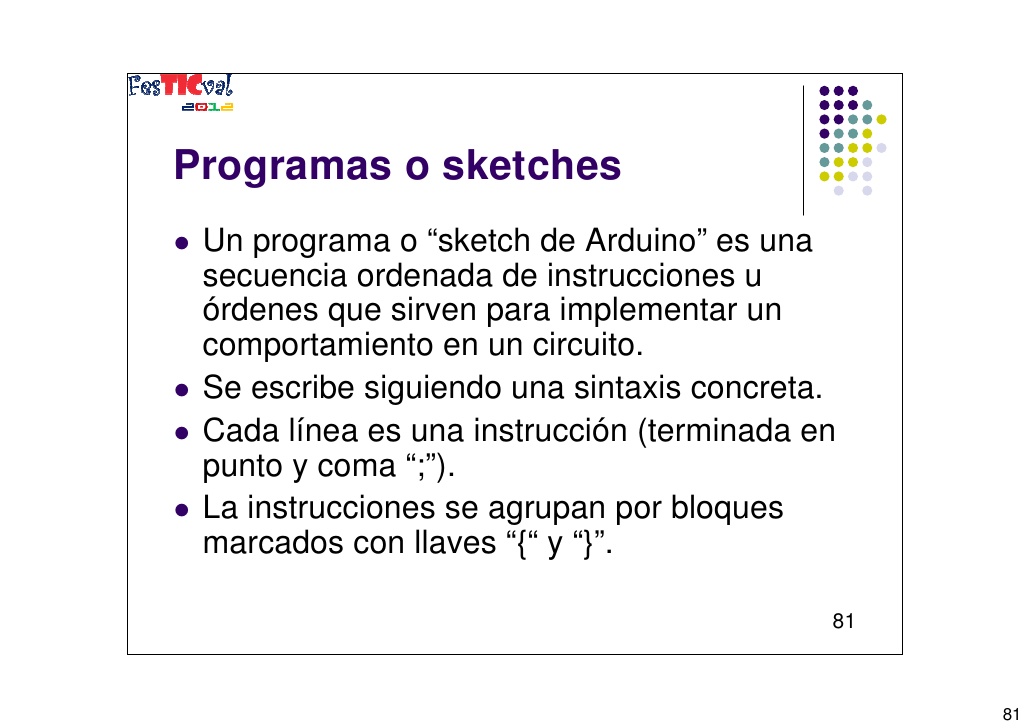 FesTICval
2012
Programas o sketches
● Un programa o “sketch de Arduino” es una
secuencia ordenada de instrucciones u
órdenes que sirven para implementar un
comportamiento en un circuito.
● Se escribe siguiendo una sintaxis concreta.
● Cada línea es una instrucción (terminada en
punto y coma “;”).
● La instrucciones se agrupan por bloques
marcados con llaves “{“ y “}”.
81
81